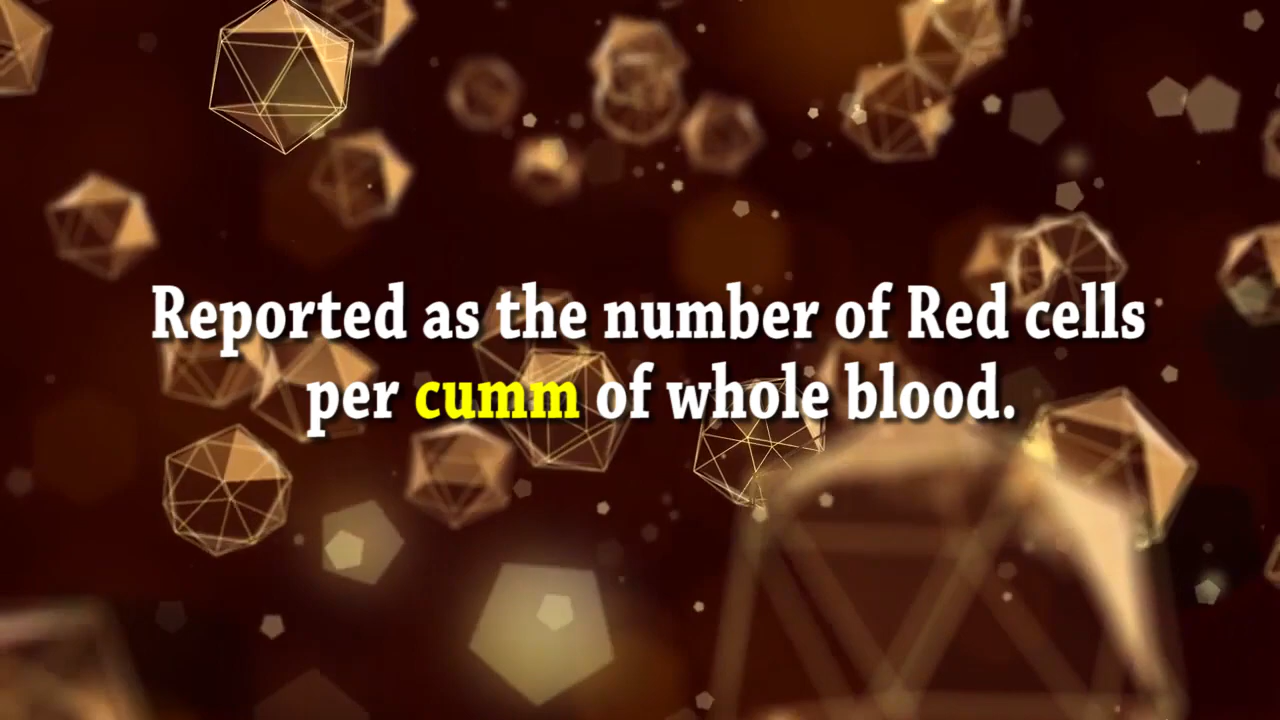 Reported as the number of Red cells
per cumm of whole blood.